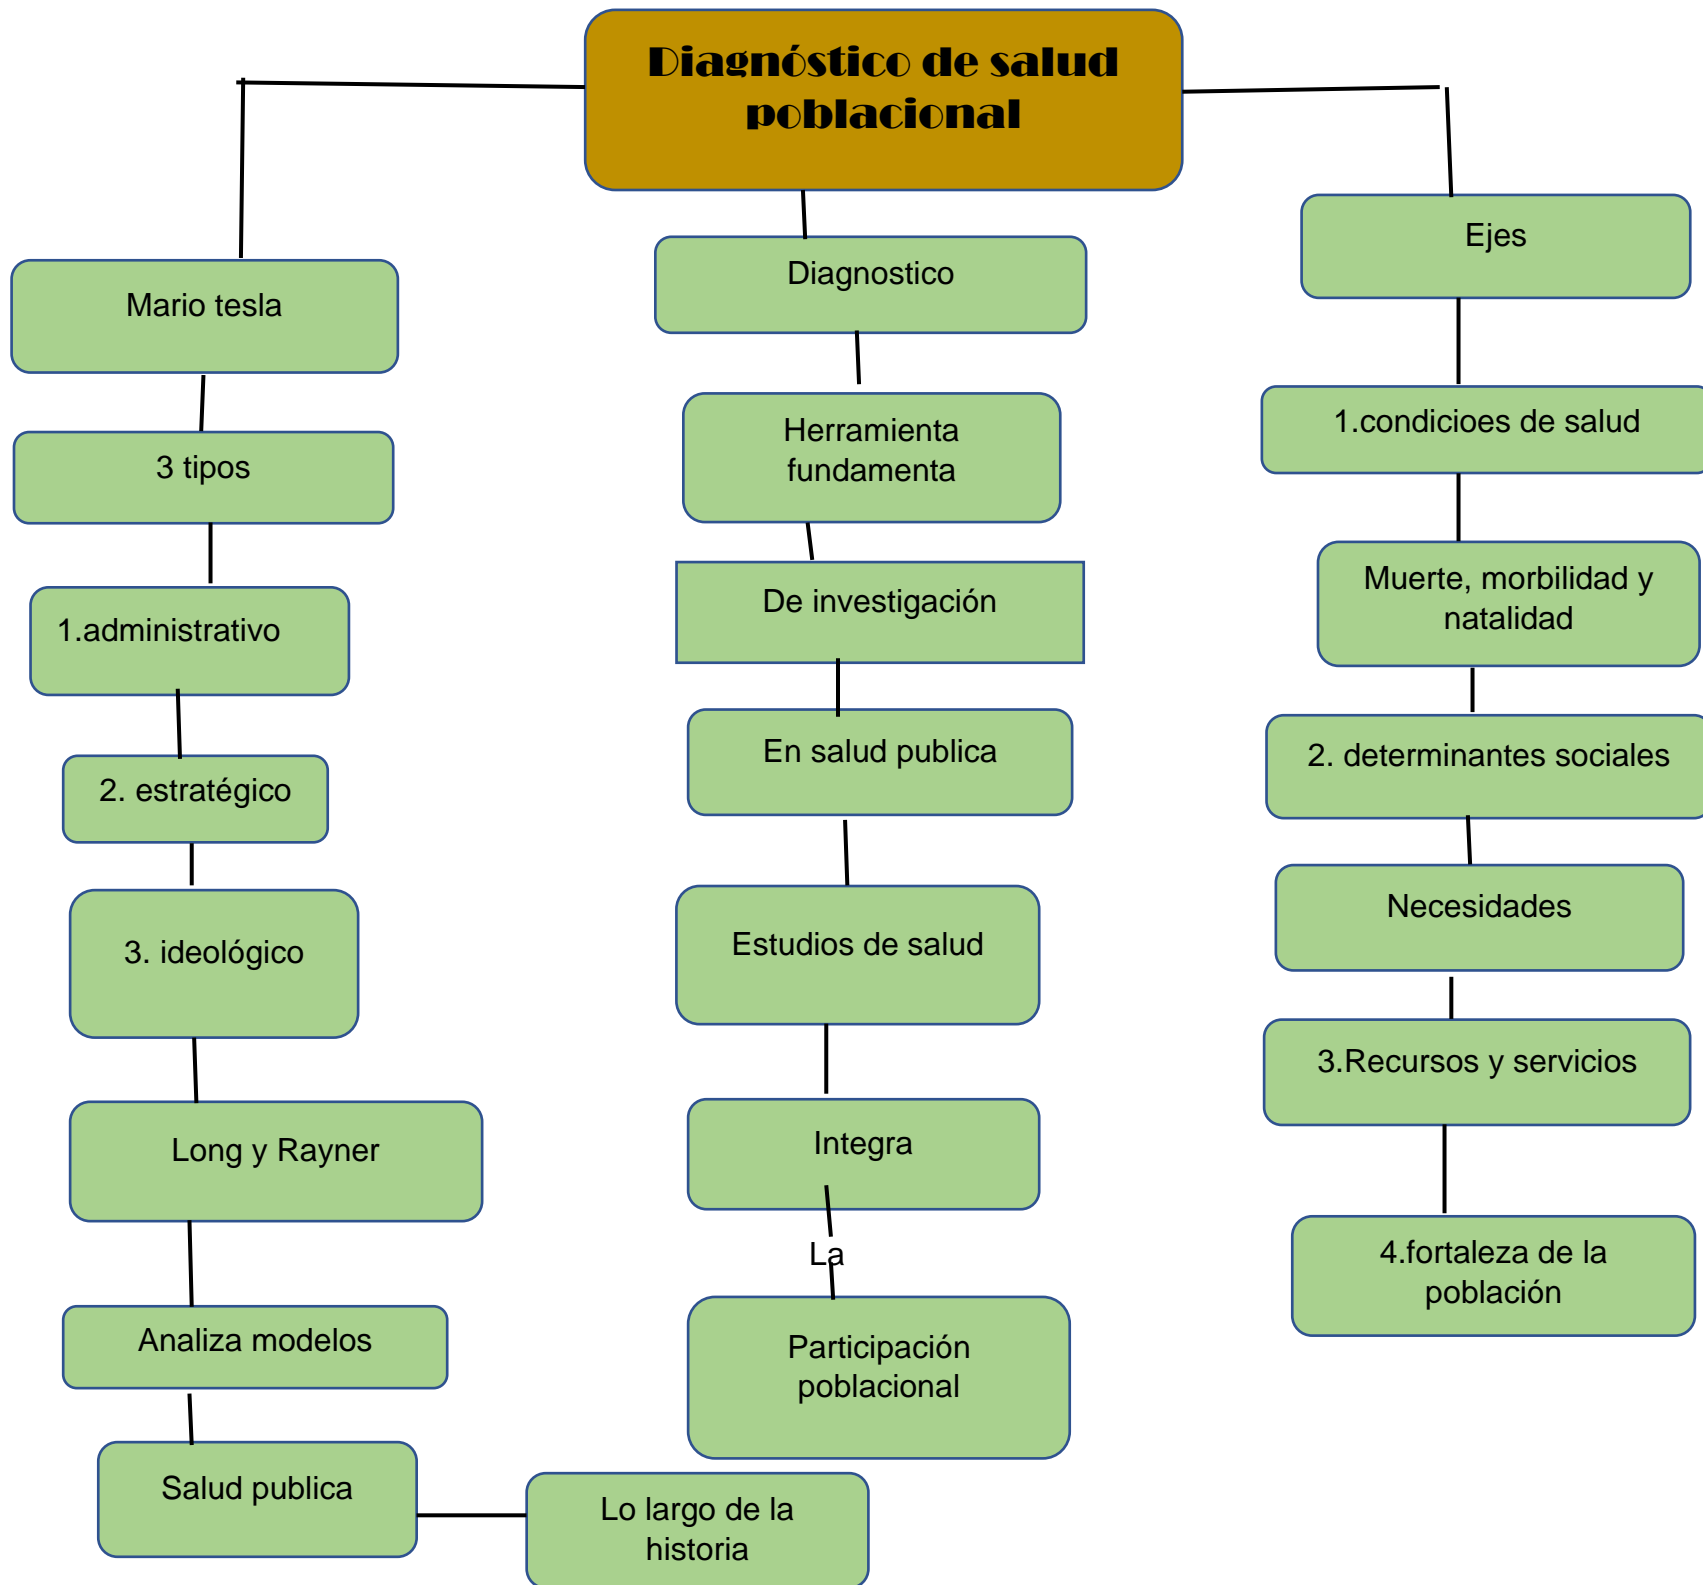 Diagnóstico de salud
poblacional
Mario tesla
3 tipos
1.administrativo
2. estratégico
3. ideológico
Long y Rayner
Analiza modelos
Salud publica
Lo largo de la
historia
Diagnostico
Herramienta
fundamenta
De investigación
En salud publica
Estudios de salud
Integra
La
Participación
poblacional
Ejes
1.condicioes de salud
Muerte, morbilidad y
natalidad
2. determinantes sociales
Necesidades
3.Recursos y servicios
4.fortaleza de la
población